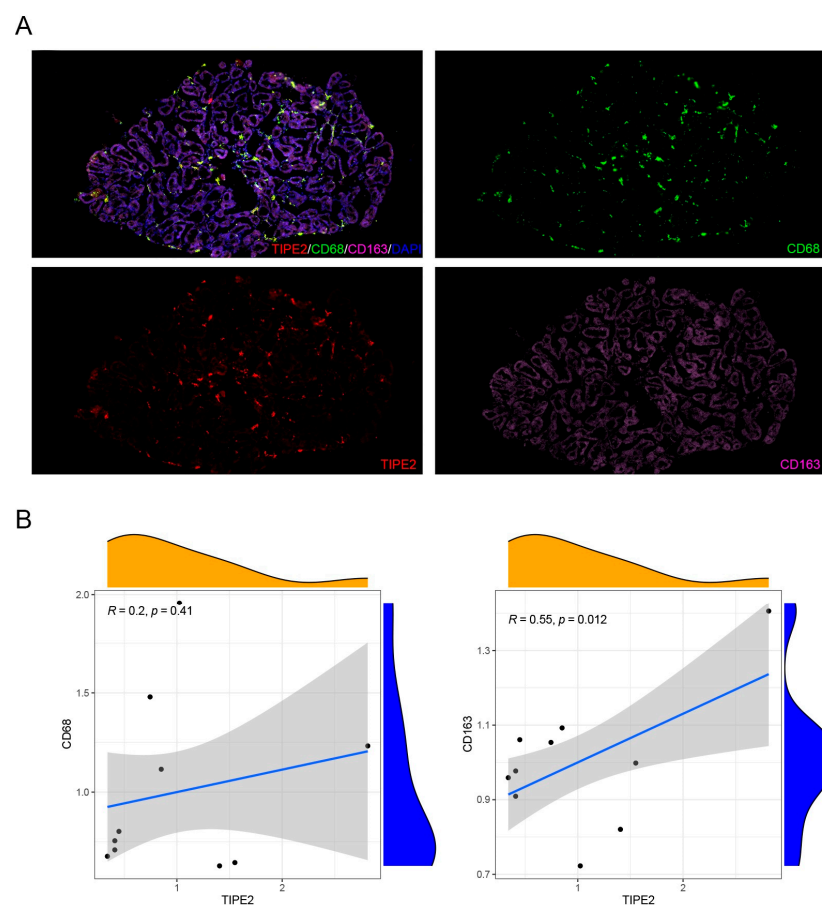 A
TIPE2/CD68/CD163/DAPI
CD68
TIPE2
CD163
B
R = 0.2, p = 0.41
2.0
1.5
1.0
CD68
1
2
TIPE2
R = 0.55, p = 0.012
1.3
1.1
0.9
0.7
CD163
1
2
TIPE2